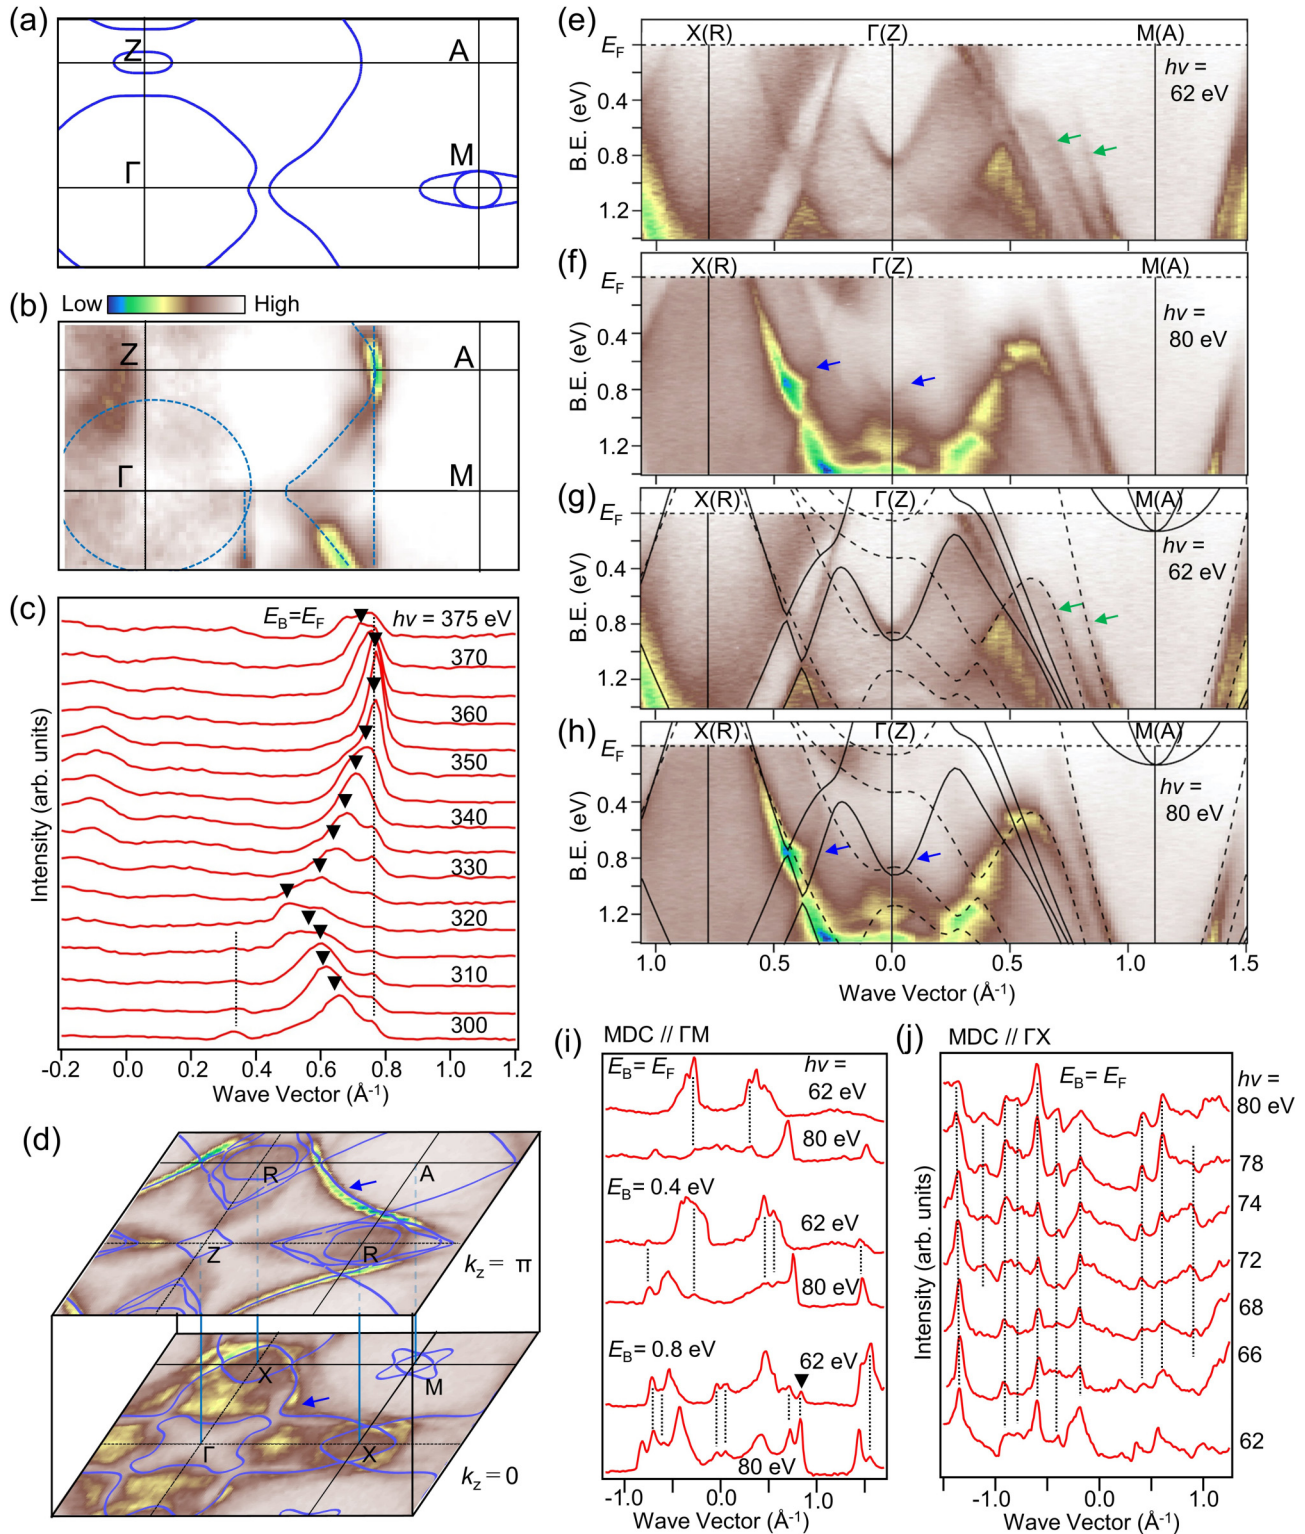 (a)
Z
A
Γ
M
(b)
Low
High
Z
A
Γ
M
(c)
E_B=E_F
hν = 375 eV
370
360
350
340
330
320
310
300
Intensity (arb. units)
-0.2 0.0 0.2 0.4 0.6 0.8 1.0 1.2
Wave Vector (Å⁻¹)
(d)
R
A
Z
R
k_z = π
X
M
Γ
X
k_z = 0
(e)
X(R) Γ(Z) M(A)
E_F
0.4
0.8
1.2
B.E. (eV)
hν =
62 eV
(f)
X(R) Γ(Z) M(A)
E_F
0.4
0.8
1.2
B.E. (eV)
hν =
80 eV
(g)
X(R) Γ(Z) M(A)
E_F
0.4
0.8
1.2
B.E. (eV)
hν =
62 eV
(h)
X(R) Γ(Z) M(A)
E_F
0.4
0.8
1.2
B.E. (eV)
hν =
80 eV
1.0 0.5 0.0 0.5 1.0 1.5
Wave Vector (Å⁻¹)
(i)
MDC // ΓM
E_B= E_F
hν =
62 eV
80 eV
E_B= 0.4 eV
62 eV
80 eV
E_B= 0.8 eV
62 eV
80 eV
-1.0 0.0 1.0
Wave Vector (Å⁻¹)
(j)
MDC // ΓX
E_B= E_F
hν =
80 eV
78
74
72
68
66
62
Intensity (arb. units)
-1.0 0.0 1.0
Wave Vector (Å⁻¹)